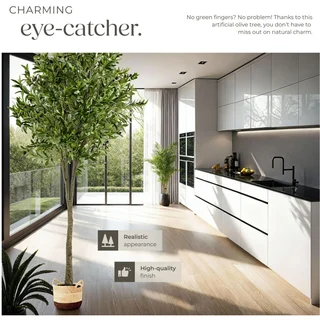 CHARMING
eye-catcher.
No green fingers? No problem! Thanks to this
artificial olive tree, you don't have to
miss out on natural charm.
Realistic
appearance
High-quality
finish